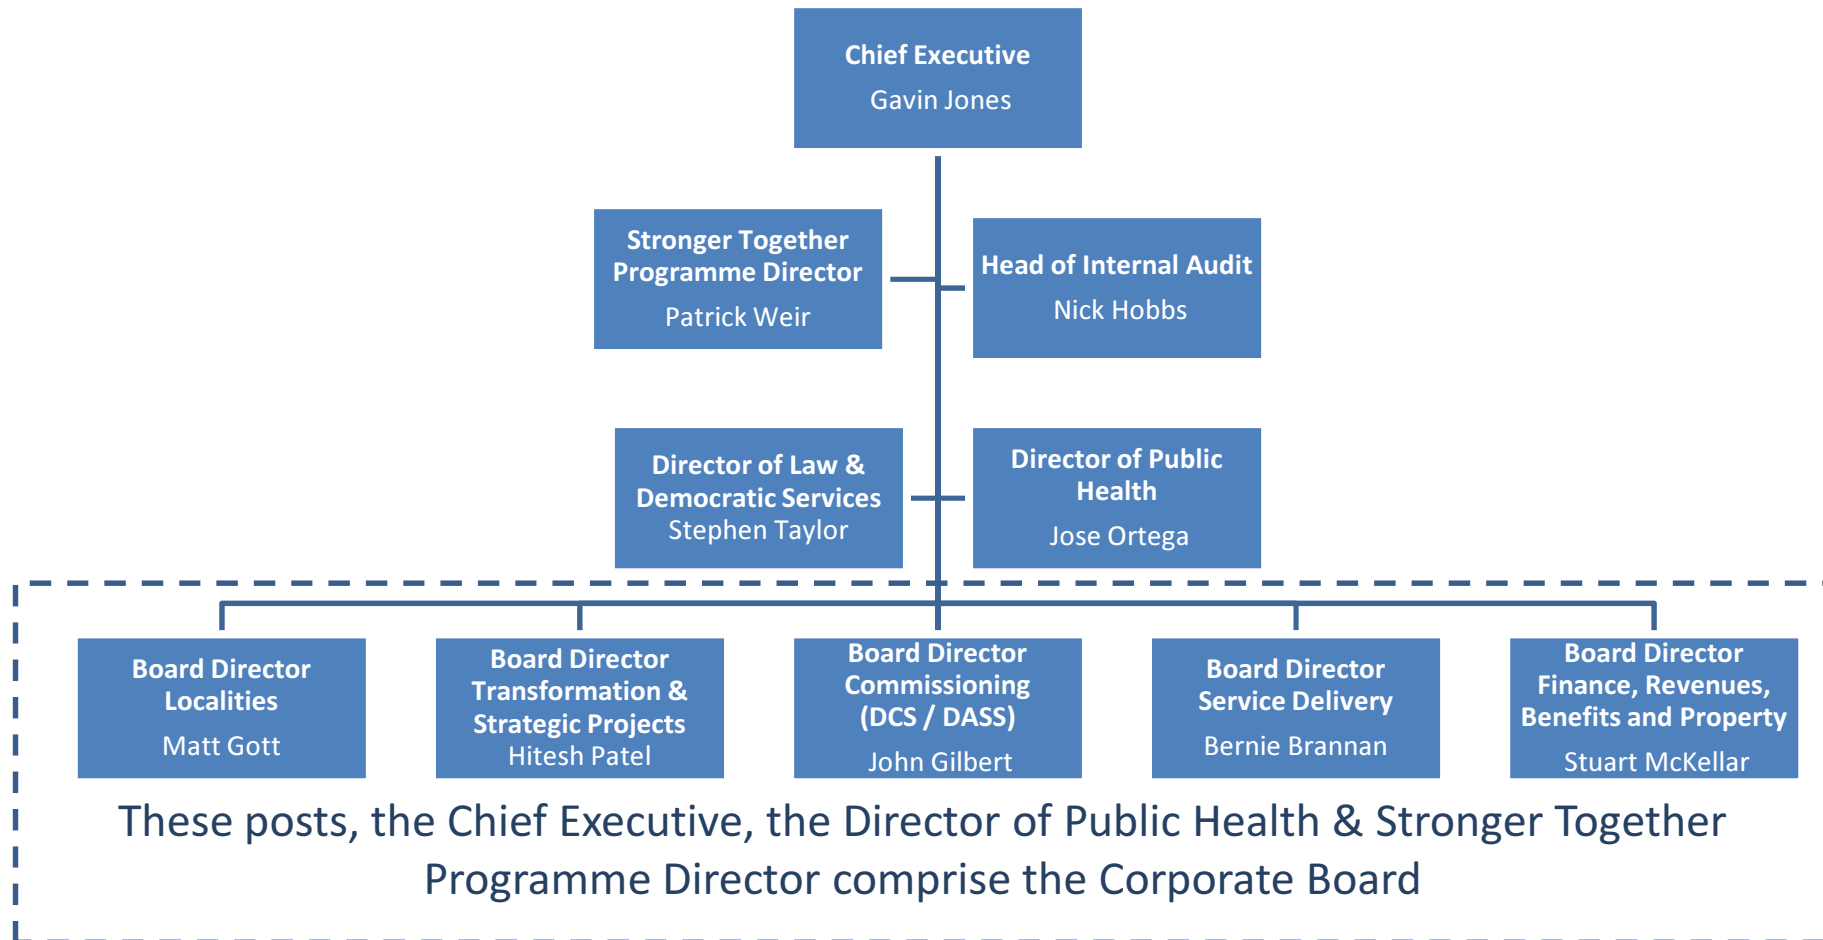 Chief Executive
Gavin Jones
Stronger Together
Programme Director
Patrick Weir
Head of Internal Audit
Nick Hobbs
Director of Law &
Democratic Services
Stephen Taylor
Director of Public
Health
Jose Ortega
Board Director
Localities
Matt Gott
Board Director
Transformation &
Strategic Projects
Hitesh Patel
Board Director
Commissioning
(DCS / DASS)
John Gilbert
Board Director
Service Delivery
Bernie Brannan
Board Director
Finance, Revenues,
Benefits and Property
Stuart McKellar
These posts, the Chief Executive, the Director of Public Health & Stronger Together
Programme Director comprise the Corporate Board